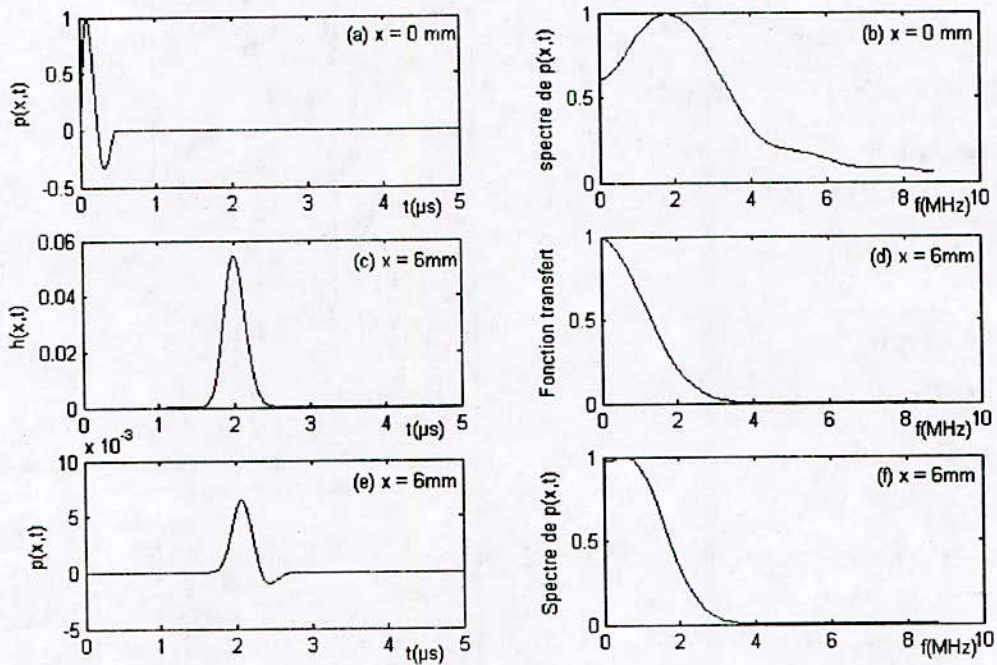 (a) x = 0 mm
p(x,t)
1
0.5
0
-0.5
0 1 2 3 4 5
t(µs)
(b) x = 0 mm
spectre de p(x,t)
1
0.5
0
0 2 4 6 8 10
f(MHz)
(c) x = 6mm
h(x,t)
0.06
0.04
0.02
0
0 1 2 3 4 5
t(µs)
(d) x = 6mm
Fonction transfert
1
0.5
0
0 2 4 6 8 10
f(MHz)
x 10⁻³
(e) x = 6mm
p(x,t)
10
5
0
-5
0 1 2 3 4 5
t(µs)
(f) x = 6mm
Spectre de p(x,t)
1
0.5
0
0 2 4 6 8 10
f(MHz)